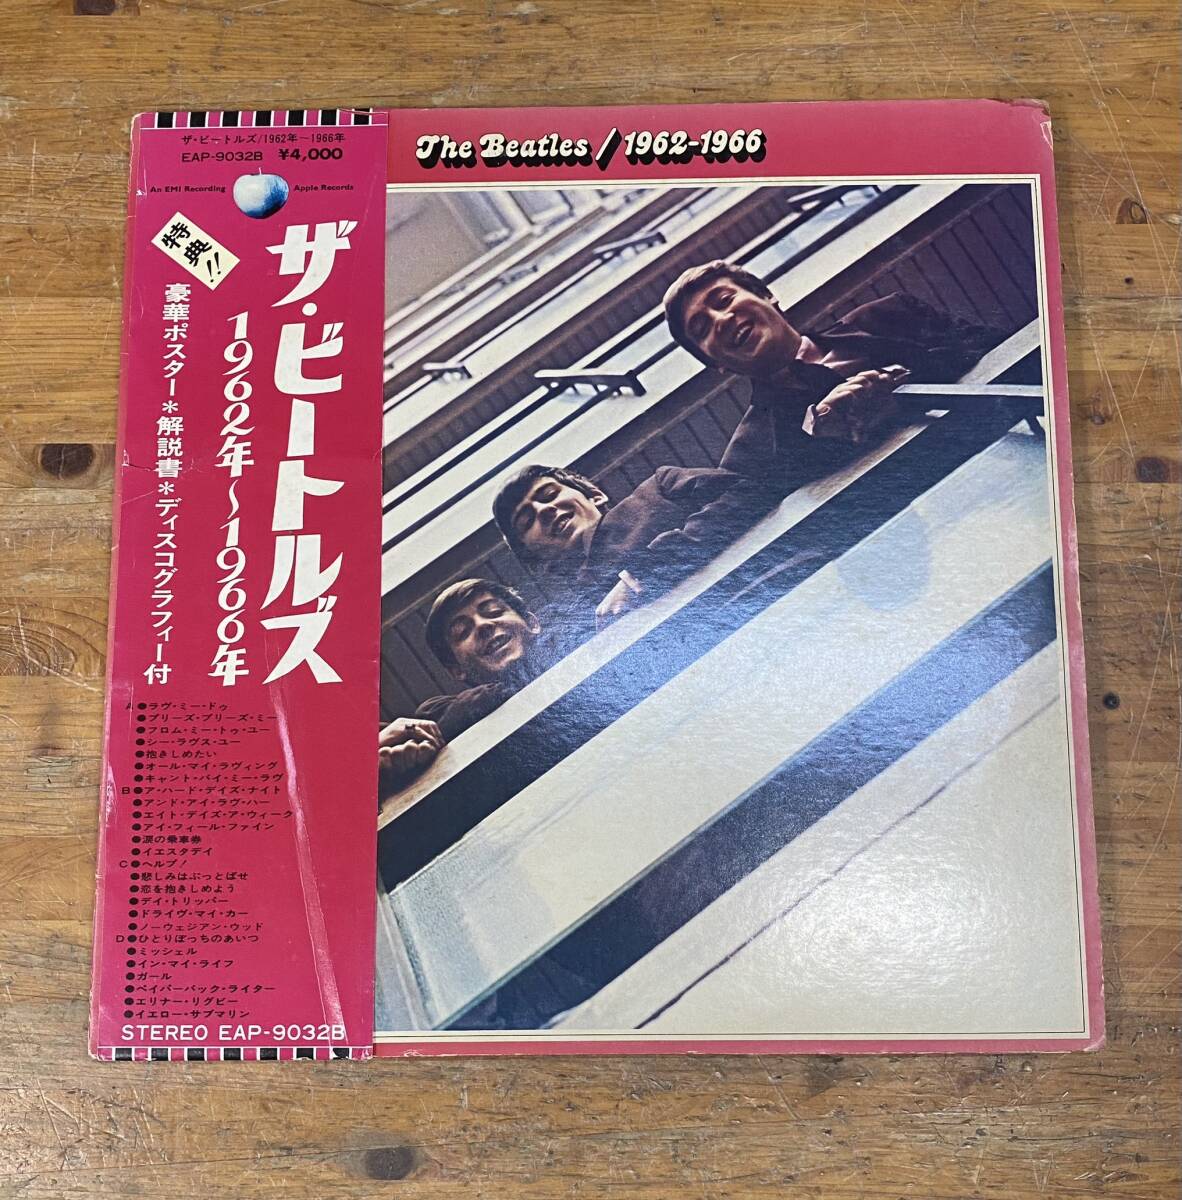 ザ・ビートルズ/1962年〜1966年
EAP-9032B ¥4,000
An EMI Recording
Apple Records
特典!!
ザ・ビートルズ
1962年〜1966年
豪華ポスター＊解説書＊ディスコグラフィー付
A●ラヴ・ミー・ドゥ
●プリーズ・プリーズ・ミー
●フロム・ミー・トゥ・ユー
●シー・ラヴス・ユー
●抱きしめたい
●オール・マイ・ラヴィング
●キャント・バイ・ミー・ラヴ
B●ア・ハード・デイズ・ナイト
●アンド・アイ・ラヴ・ハー
●エイト・デイズ・ア・ウィーク
●アイ・フィール・ファイン
●涙の乗車券
●イエスタデイ
C●ヘルプ!
●悲しみはぶっとばせ
●恋を抱きしめよう
●デイ・トリッパー
●ドライヴ・マイ・カー
●ノーウェジアン・ウッド
D●ひとりぼっちのあいつ
●ミッシェル
●イン・マイ・ライフ
●ガール
●ペイパーバック・ライター
●エリナー・リグビー
●イエロー・サブマリン
STEREO EAP-9032B
The Beatles / 1962-1966